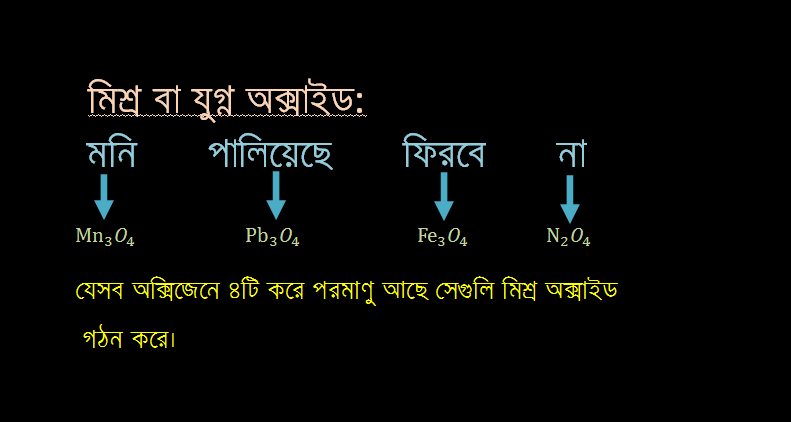 মিশ্র বা যুগ্ন অক্সাইড:
মনি পালিয়েছে ফিরবে না
Mn₃O₄ Pb₃O₄ Fe₃O₄ N₂O₄
যেসব অক্সিজেনে ৪টি করে পরমাণু আছে সেগুলি মিশ্র অক্সাইড
গঠন করে।